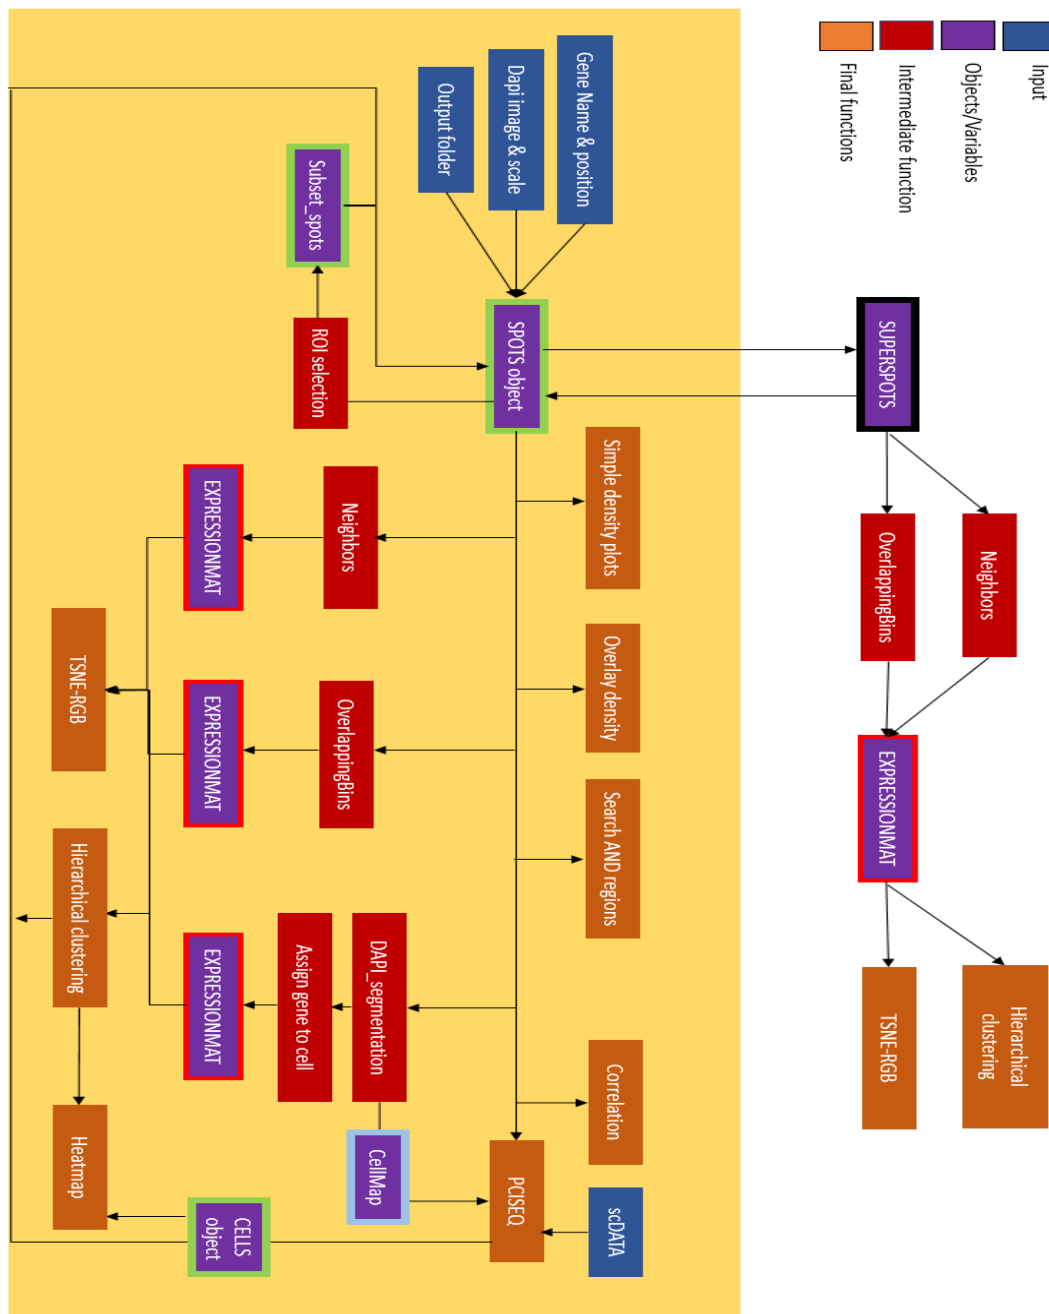 Input
Objects/Variables
Intermediate function
Final functions
Gene Name & position
Dapi image & scale
Output folder
SPOTS object
Subset_spots
ROI selection
SUPERSPOTS
Neighbors
OverlappingBins
EXPRESSIONMAT
Hierarchical
clustering
TSNE-RGB
Simple density plots
Overlay density
Search AND regions
Correlation
scDATA
PCISEQ
Neighbors
OverlappingBins
DAPI_segmentation
Assign gene to cell
CellMap
EXPRESSIONMAT
EXPRESSIONMAT
EXPRESSIONMAT
CELLS
object
TSNE-RGB
Hierarchical clustering
Heatmap